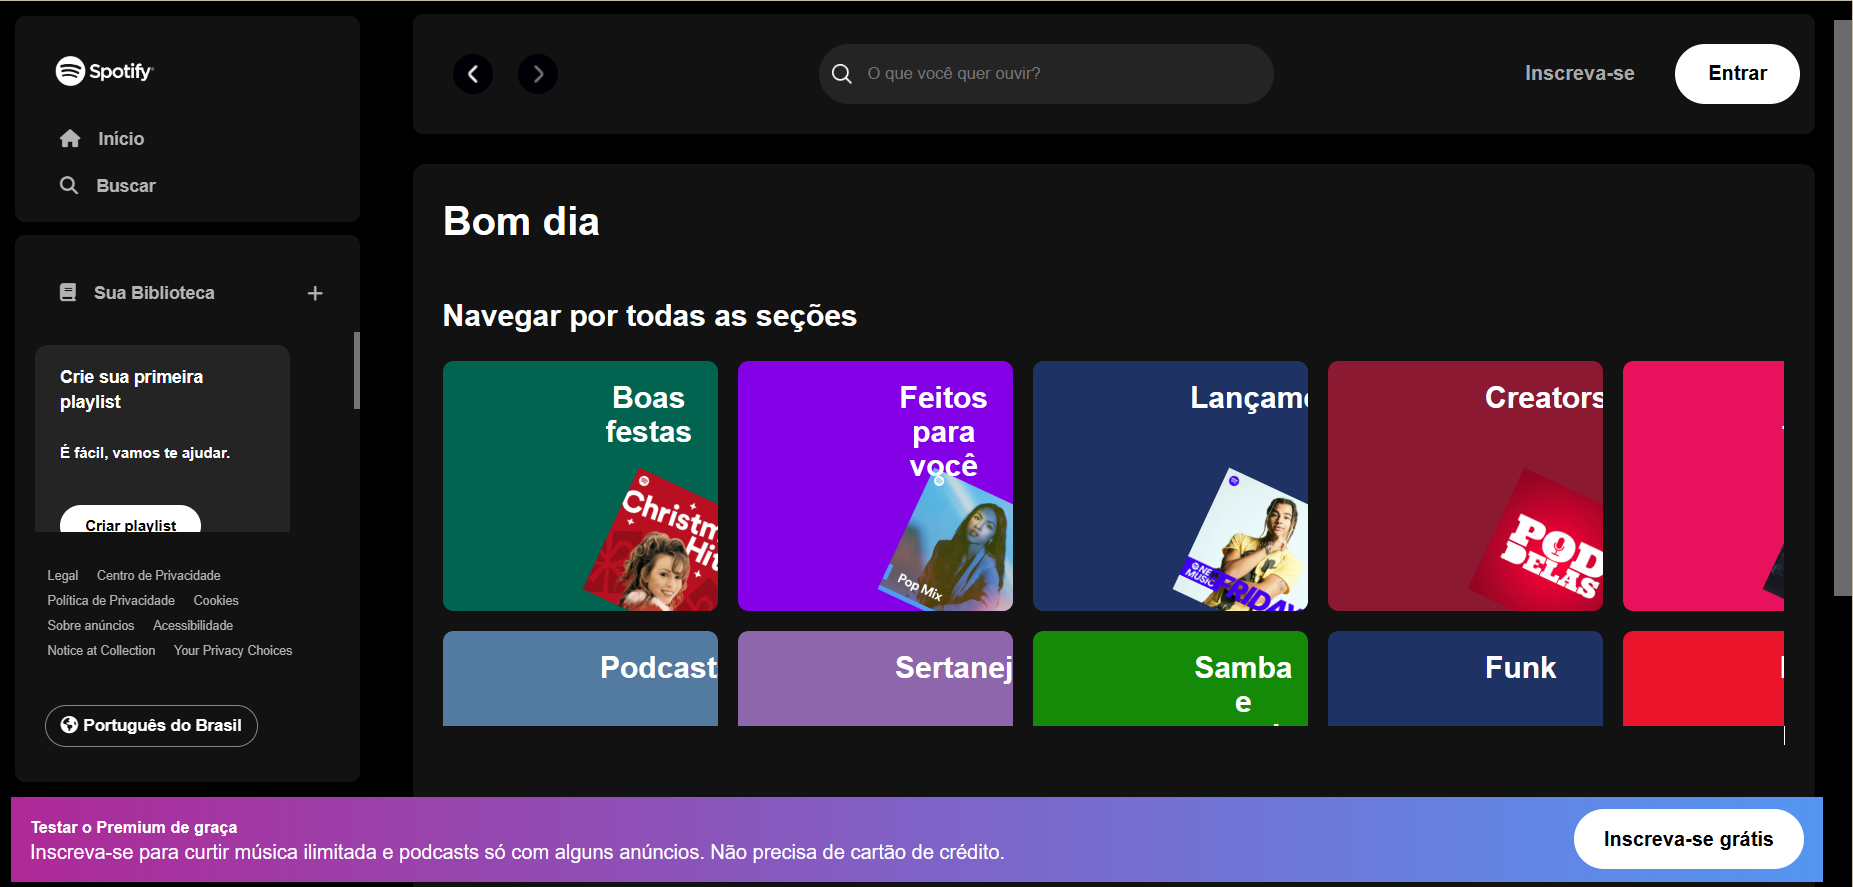 Spotify
Início
Buscar
Sua Biblioteca
Crie sua primeira
playlist
É fácil, vamos te ajudar.
Criar playlist
Legal Centro de Privacidade
Política de Privacidade Cookies
Sobre anúncios Acessibilidade
Notice at Collection Your Privacy Choices
Português do Brasil
O que você quer ouvir?
Inscreva-se
Entrar
Bom dia
Navegar por todas as seções
Boas
festas
Christm
Hit
Feitos
para
você
Pop Mix
Lançame
NE
MUSIC
FRIDAY
Creators
POD
DELAS
Podcast
Sertanej
Samba
e
Funk
Testar o Premium de graça
Inscreva-se para curtir música ilimitada e podcasts só com alguns anúncios. Não precisa de cartão de crédito.
Inscreva-se grátis